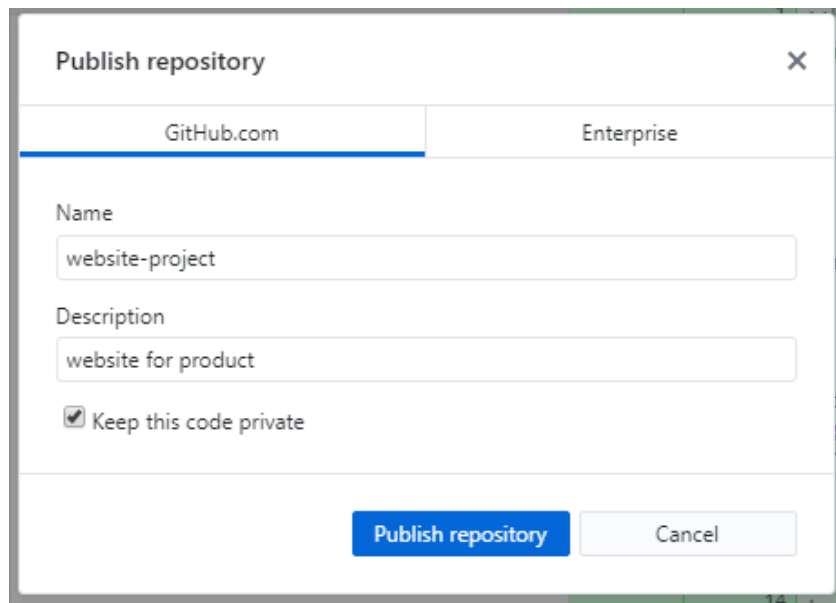 Publish repository
GitHub.com
Enterprise
Name
website-project
Description
website for product
Keep this code private
Publish repository
Cancel
14